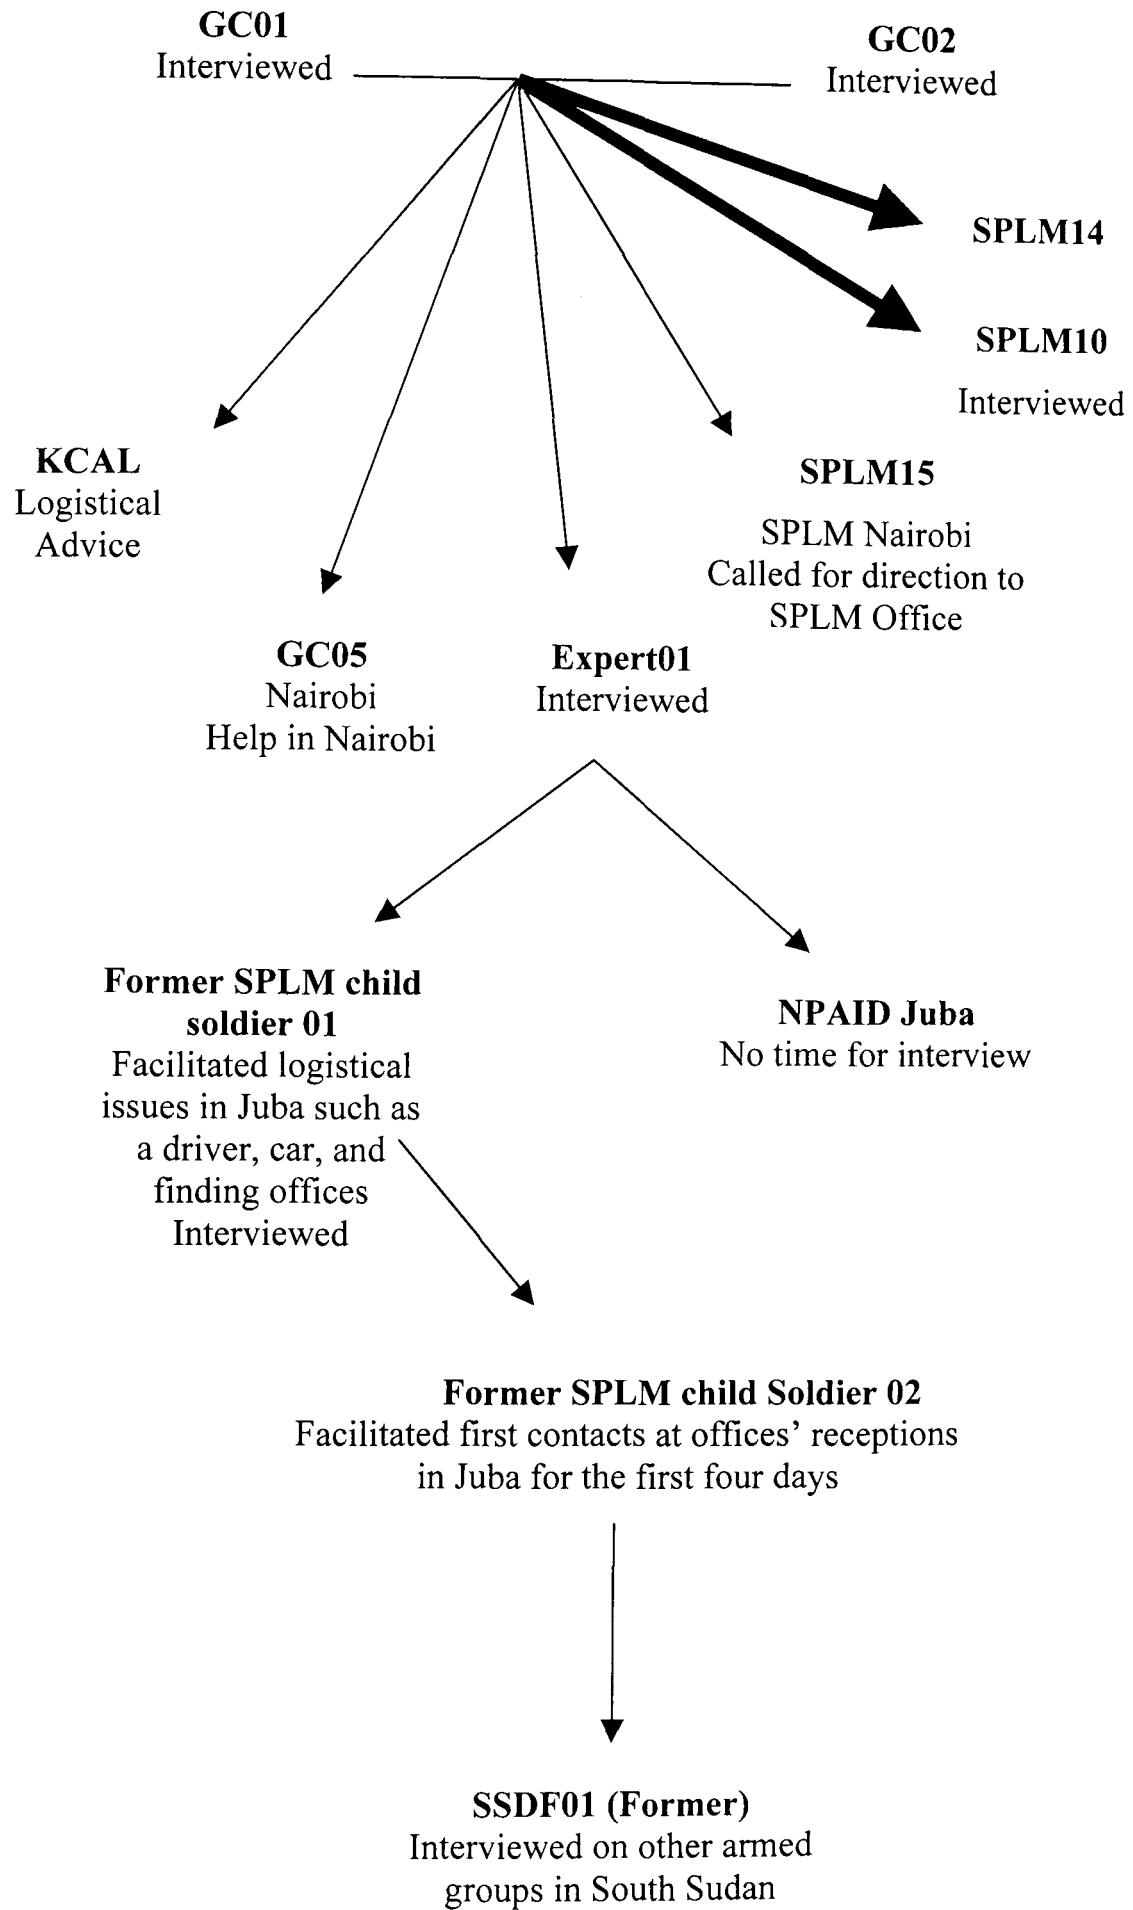 GC01
Interviewed
GC02
Interviewed
SPLM14
SPLM10
Interviewed
KCAL
Logistical
Advice
SPLM15
SPLM Nairobi
Called for direction to
SPLM Office
GC05
Nairobi
Help in Nairobi
Expert01
Interviewed
Former SPLM child
soldier 01
Facilitated logistical
issues in Juba such as
a driver, car, and
finding offices
Interviewed
NPAID Juba
No time for interview
Former SPLM child Soldier 02
Facilitated first contacts at offices’ receptions
in Juba for the first four days
SSDF01 (Former)
Interviewed on other armed
groups in South Sudan